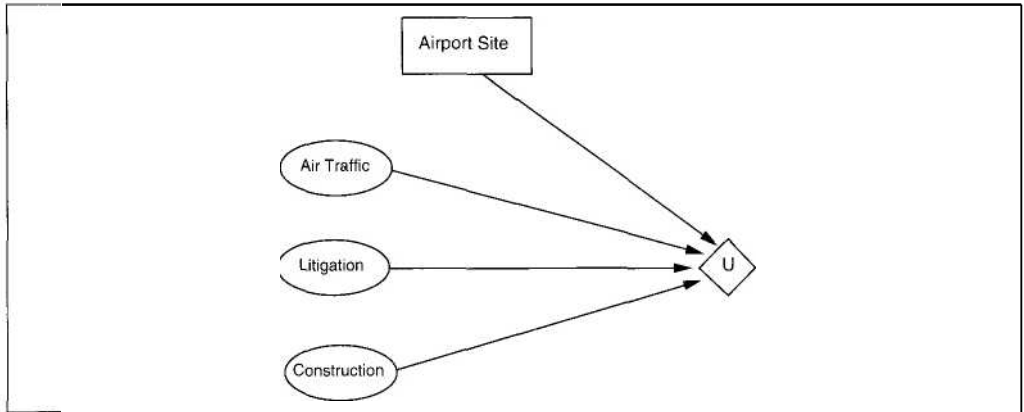 Airport Site
Air Traffic
Litigation
U
Construction